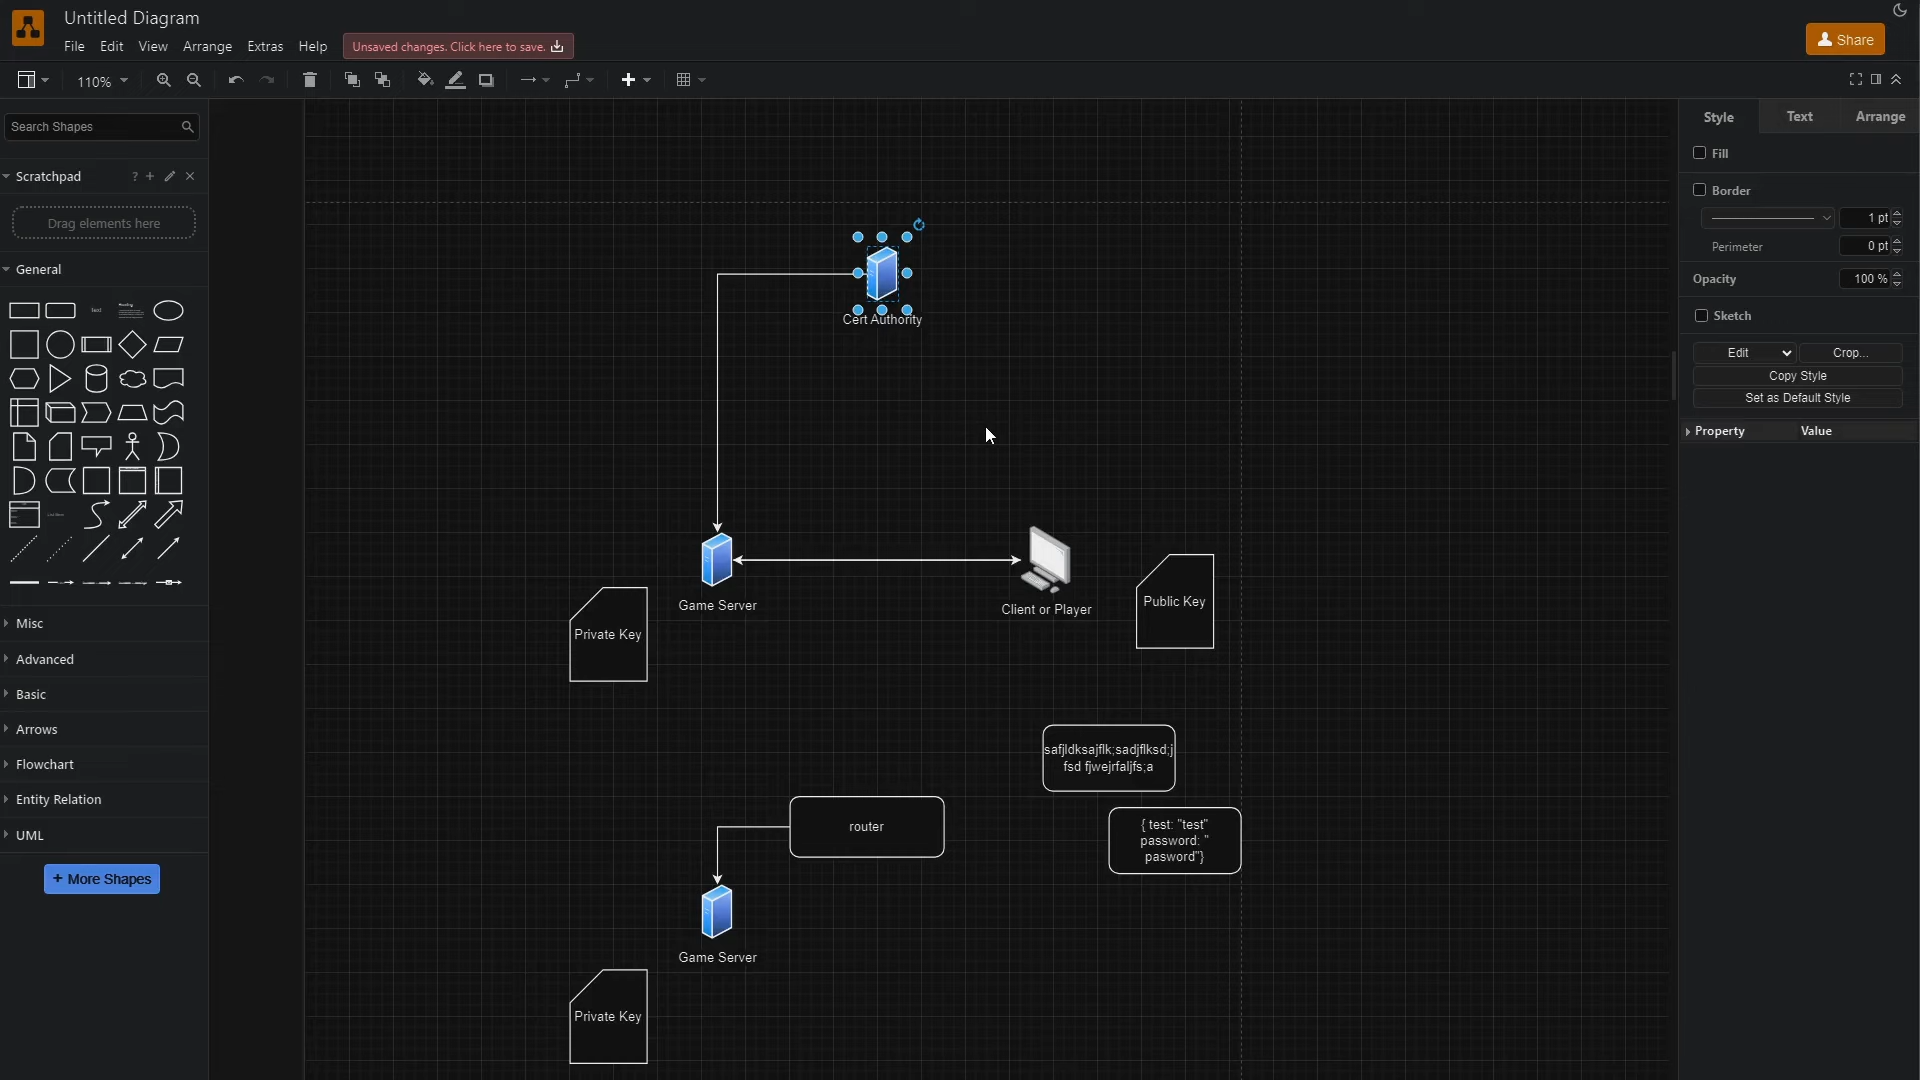 Untitled Diagram
File Edit View Arrange Extras Help
Unsaved changes. Click here to save.
Share
110%
Search Shapes
Scratchpad
?
Drag elements here
General
Text
Heading
Misc
Advanced
Basic
Arrows
Flowchart
Entity Relation
UML
+ More Shapes
Cert Authority
Game Server
Client or Player
Public Key
Private Key
safjldksajflk;sadjflksd;j
fsd fjwejrfaljfs;a
router
{ test: "test"
password: "
pasword"}
Game Server
Private Key
Style Text Arrange
Fill
Border
1 pt
Perimeter
0 pt
Opacity
100 %
Sketch
Edit
Crop...
Copy Style
Set as Default Style
Property Value